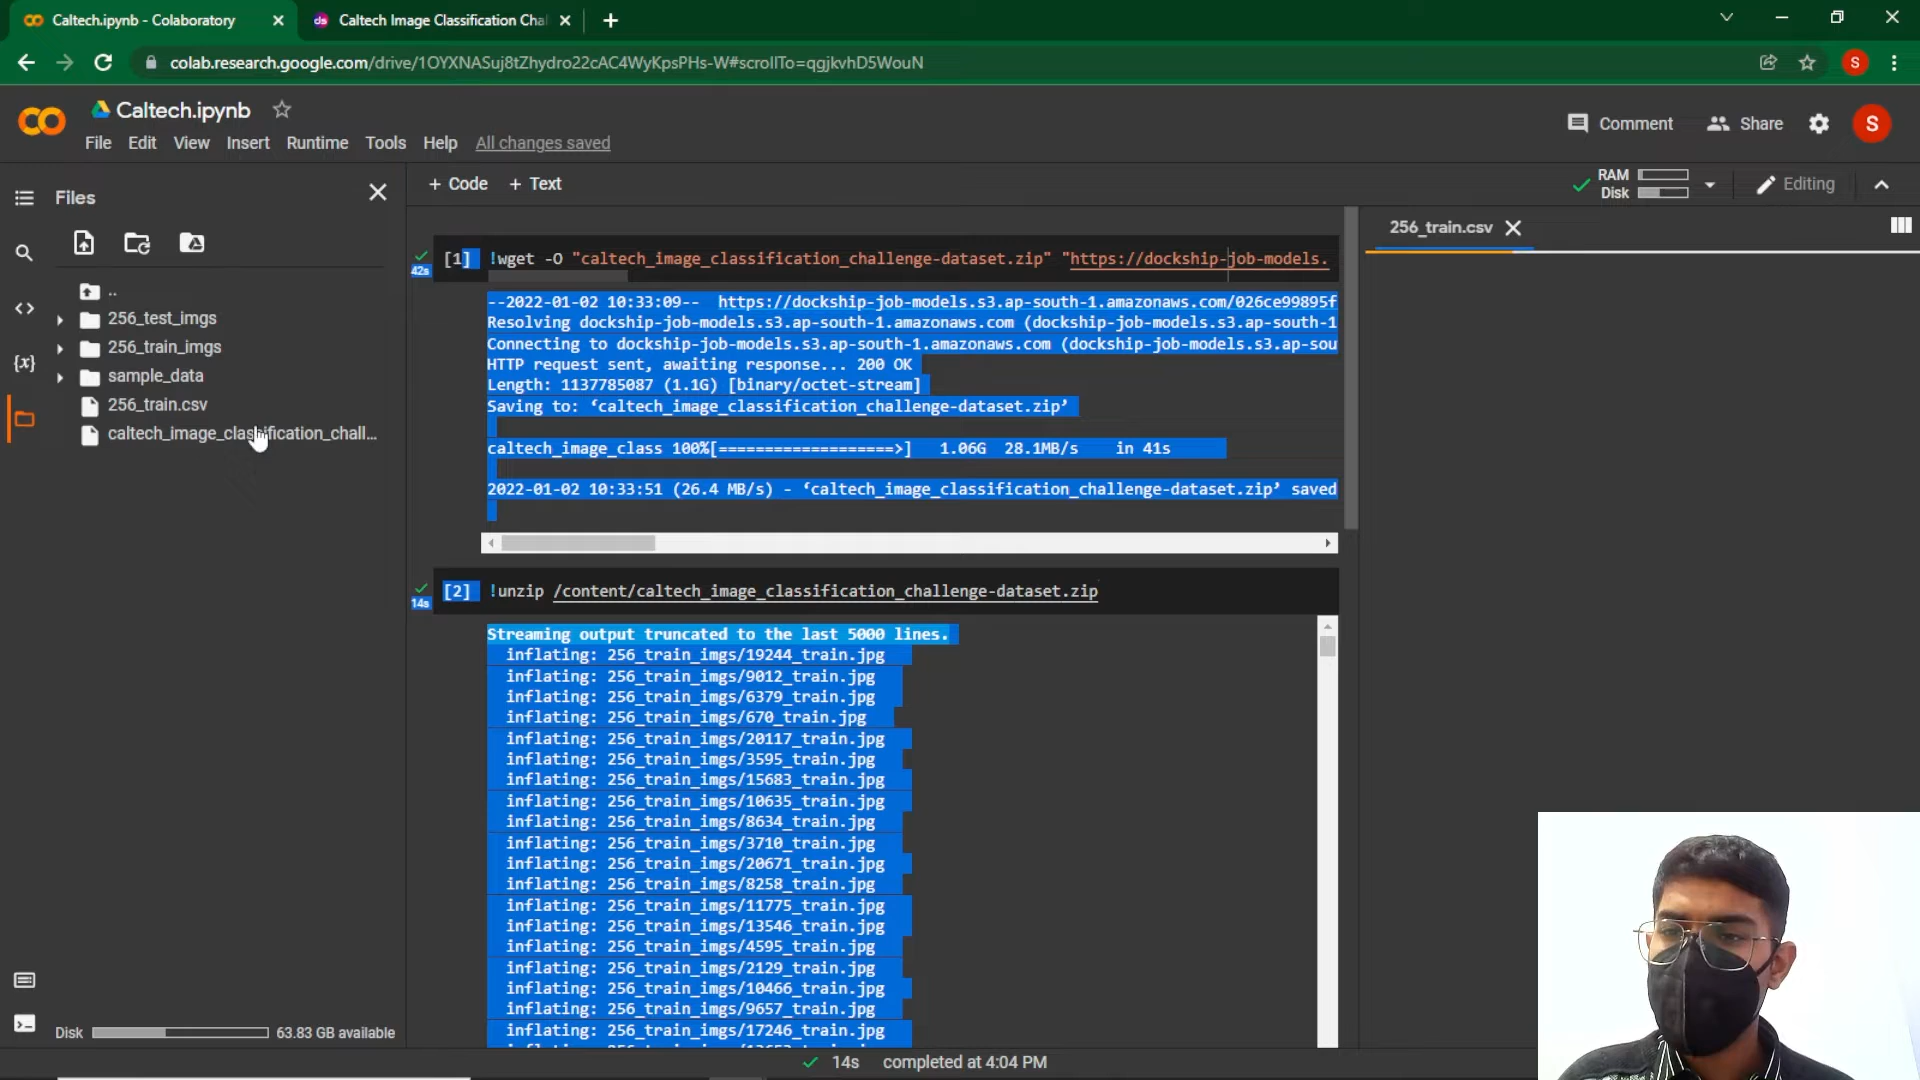 Caltech.ipynb - Colaboratory
Caltech Image Classification Cha
colab.research.google.com/drive/1OYXNASuj8tZhydro22cAC4WyKpsPHs-W#scrollTo=qgjkvhD5WouN
S
Caltech.ipynb
File Edit View Insert Runtime Tools Help All changes saved
Comment Share S
Files
+ Code + Text
RAM
Disk
Editing
..
256_test_imgs
256_train_imgs
sample_data
256_train.csv
caltech_image_classification_chall...
Disk 63.83 GB available
42s
[1] !wget -O "caltech_image_classification_challenge-dataset.zip" "https://dockship-job-models.
--2022-01-02 10:33:09-- https://dockship-job-models.s3.ap-south-1.amazonaws.com/026ce99895f
Resolving dockship-job-models.s3.ap-south-1.amazonaws.com (dockship-job-models.s3.ap-south-1
Connecting to dockship-job-models.s3.ap-south-1.amazonaws.com (dockship-job-models.s3.ap-sou
HTTP request sent, awaiting response... 200 OK
Length: 1137785087 (1.1G) [binary/octet-stream]
Saving to: ‘caltech_image_classification_challenge-dataset.zip’
caltech_image_class 100%[===================>] 1.06G 28.1MB/s in 41s
2022-01-02 10:33:51 (26.4 MB/s) - ‘caltech_image_classification_challenge-dataset.zip’ saved
14s
[2] !unzip /content/caltech_image_classification_challenge-dataset.zip
Streaming output truncated to the last 5000 lines.
inflating: 256_train_imgs/19244_train.jpg
inflating: 256_train_imgs/9012_train.jpg
inflating: 256_train_imgs/6379_train.jpg
inflating: 256_train_imgs/670_train.jpg
inflating: 256_train_imgs/20117_train.jpg
inflating: 256_train_imgs/3595_train.jpg
inflating: 256_train_imgs/15683_train.jpg
inflating: 256_train_imgs/10635_train.jpg
inflating: 256_train_imgs/8634_train.jpg
inflating: 256_train_imgs/3710_train.jpg
inflating: 256_train_imgs/20671_train.jpg
inflating: 256_train_imgs/8258_train.jpg
inflating: 256_train_imgs/11775_train.jpg
inflating: 256_train_imgs/13546_train.jpg
inflating: 256_train_imgs/4595_train.jpg
inflating: 256_train_imgs/2129_train.jpg
inflating: 256_train_imgs/10466_train.jpg
inflating: 256_train_imgs/9657_train.jpg
inflating: 256_train_imgs/17246_train.jpg
256_train.csv
14s completed at 4:04 PM